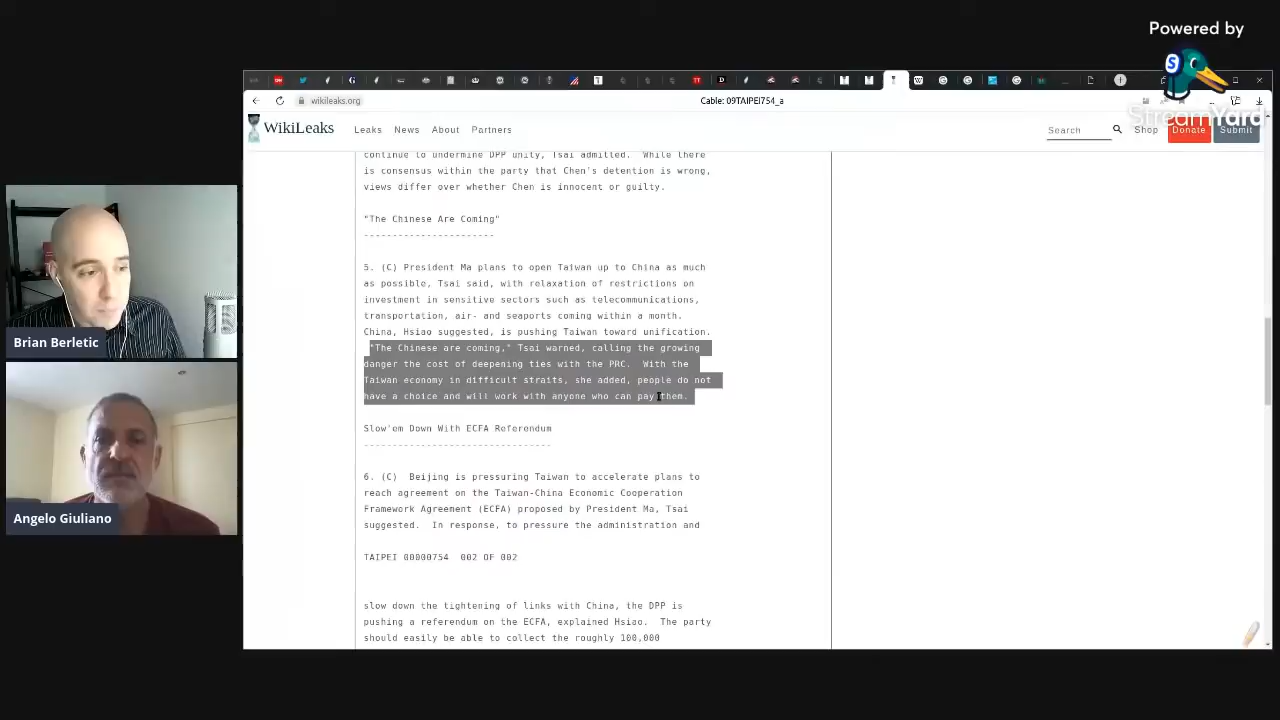 Powered by
StreamYard
Cable: 09TAIPEI754_a
wikileaks.org
WikiLeaks
Leaks News About Partners
Search
Shop
Donate
Submit
continue to undermine DPP unity, Tsai admitted.  While there
is consensus within the party that Chen's detention is wrong,
views differ over whether Chen is innocent or guilty.
"The Chinese Are Coming"
-----------------------
5. (C) President Ma plans to open Taiwan up to China as much
as possible, Tsai said, with relaxation of restrictions on
investment in sensitive sectors such as telecommunications,
transportation, air- and seaports coming within a month.
China, Hsiao suggested, is pushing Taiwan toward unification.
"The Chinese are coming," Tsai warned, calling the growing
danger the cost of deepening ties with the PRC.  With the
Taiwan economy in difficult straits, she added, people do not
have a choice and will work with anyone who can pay them.
Slow'em Down With ECFA Referendum
---------------------------------
6. (C)  Beijing is pressuring Taiwan to accelerate plans to
reach agreement on the Taiwan-China Economic Cooperation
Framework Agreement (ECFA) proposed by President Ma, Tsai
suggested.  In response, to pressure the administration and
TAIPEI 00000754  002 OF 002
slow down the tightening of links with China, the DPP is
pushing a referendum on the ECFA, explained Hsiao.  The party
should easily be able to collect the roughly 100,000
Brian Berletic
Angelo Giuliano